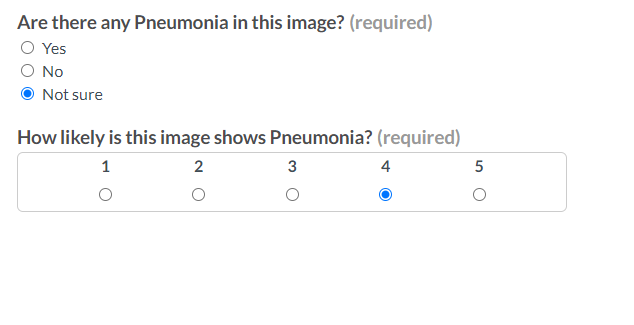 Are there any Pneumonia in this image? (required)
Yes
No
Not sure
How likely is this image shows Pneumonia? (required)
1 2 3 4 5